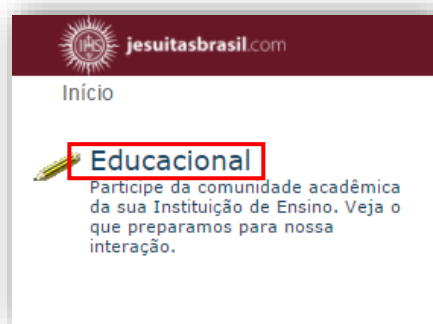 IHS
jesuitasbrasil.com
Início
Educacional
Participe da comunidade acadêmica
da sua Instituição de Ensino. Veja o
que preparamos para nossa
interação.